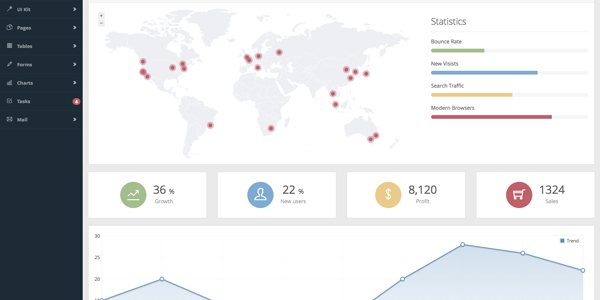 UI Kit
Pages
Tables
Forms
Charts
Tasks 4
Mail
+
−
Statistics
Bounce Rate
New Visists
Search Traffic
Modern Browsers
36 %
Growth
22 %
New users
8,120
Profit
1324
Sales
30
25
20
15
Trend